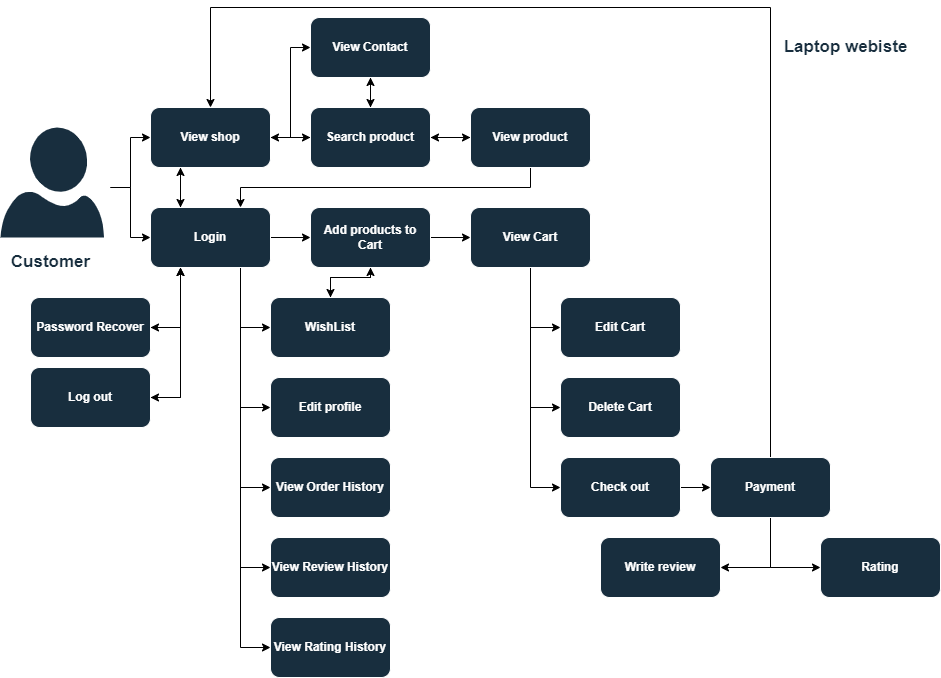 Laptop webiste
View Contact
View shop
Search product
View product
Login
Add products to
Cart
View Cart
Customer
Password Recover
WishList
Edit Cart
Log out
Edit profile
Delete Cart
View Order History
Check out
Payment
View Review History
Write review
Rating
View Rating History